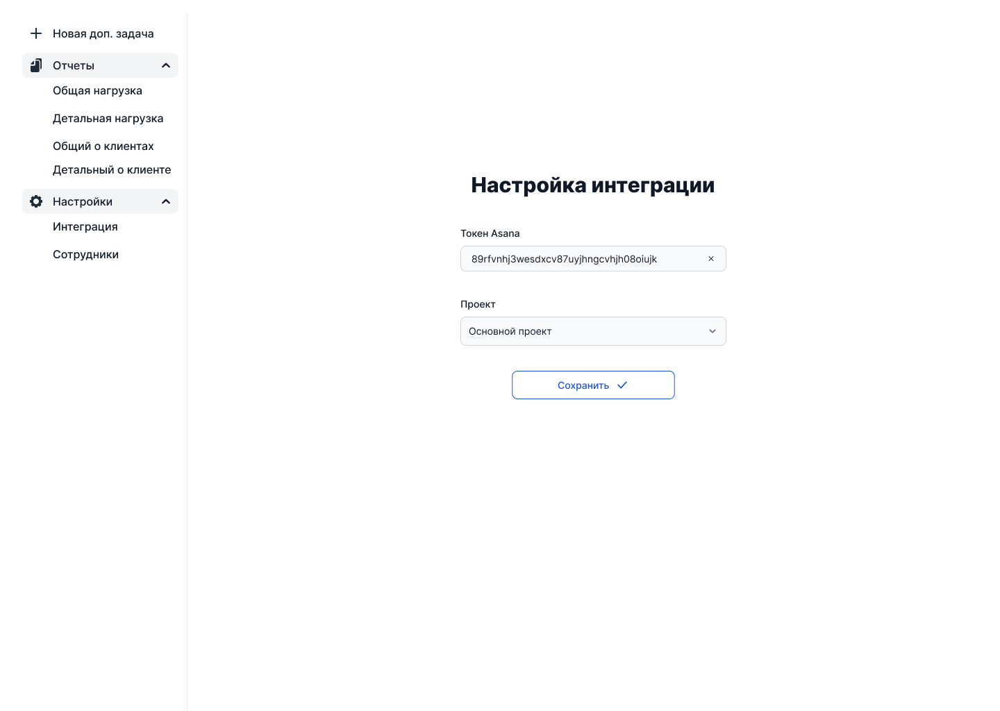 Новая доп. задача
Отчеты
Общая нагрузка
Детальная нагрузка
Общий о клиентах
Детальный о клиенте
Настройки
Интеграция
Сотрудники
Настройка интеграции
Токен Asana
89rfvnhj3wesdxcv87uyjhngcvhjh08oiujk
Проект
Основной проект
Сохранить